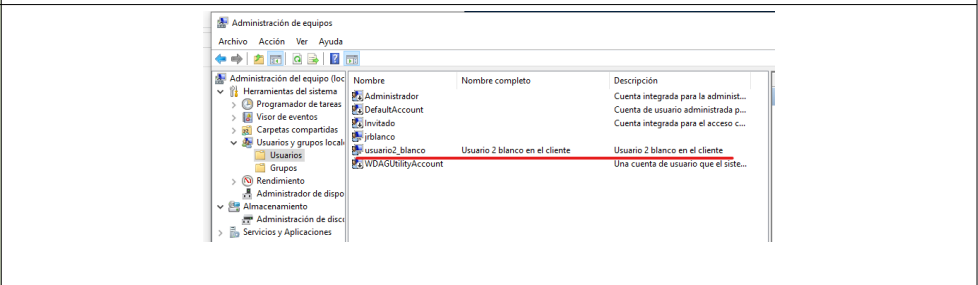 Administración de equipos
Archivo Acción Ver Ayuda
Administración del equipo (loc
Herramientas del sistema
Programador de tareas
Visor de eventos
Carpetas compartidas
Usuarios y grupos local
Usuarios
Grupos
Rendimiento
Administrador de dispo
Almacenamiento
Administración de disc
Servicios y Aplicaciones
Nombre Nombre completo Descripción
Administrador Cuenta integrada para la administ...
DefaultAccount Cuenta de usuario administrada p...
Invitado Cuenta integrada para el acceso c...
jrblanco
usuario2_blanco Usuario 2 blanco en el cliente Usuario 2 blanco en el cliente
WDAGUtilityAccount Una cuenta de usuario que el siste...